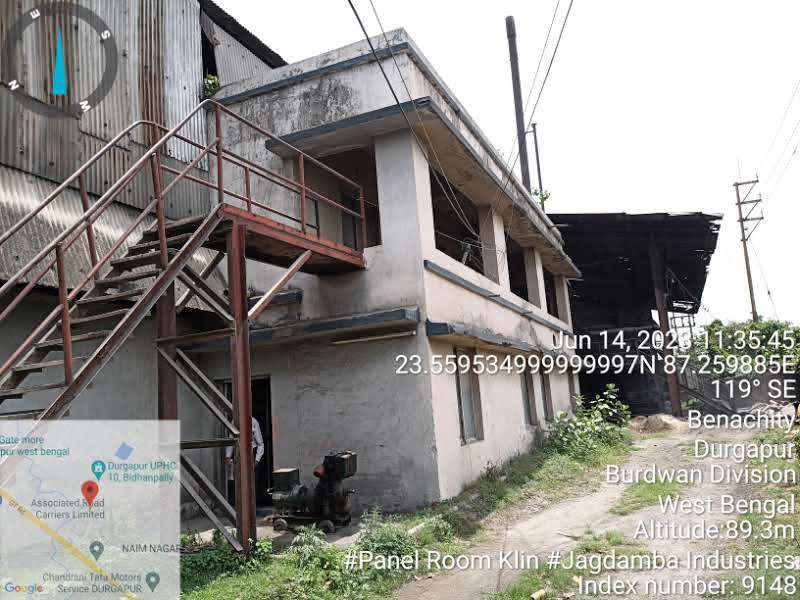 N
E
S
W
Jun 14, 2023 11:35:45
23.559534999999997N 87.259885E
119° SE
Benachity
Durgapur
Burdwan Division
West Bengal
Altitude:89.3m
#Panel Room Klin #Jagdamba Industries
Index number: 9148
Gate more
pur west bengal
Durgapur UPHC
10, Bidhanpally
Associated Road
Carriers Limited
NAIM NAGAR
Chandrani Tata Motors
Service DURGAPUR
Google